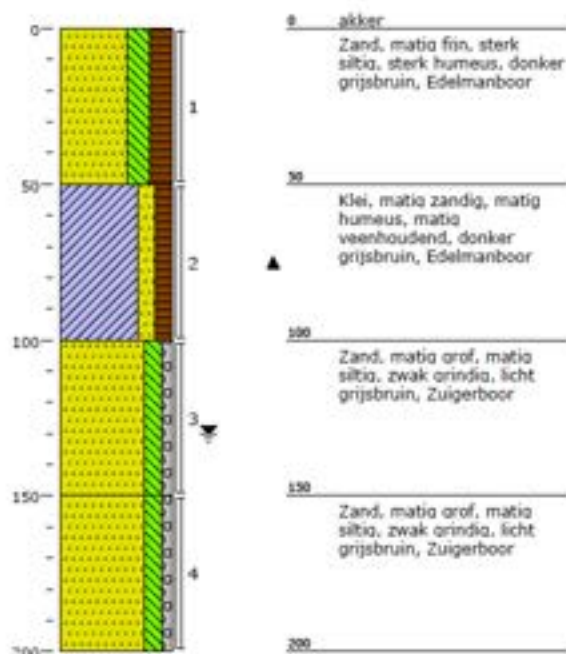 0
0 akker
Zand, matig fijn, sterk
siltig, sterk humeus, donker
grijsbruin, Edelmanboor
1
50
50
Klei, matig zandig, matig
humeus, matig
veenhoudend, donker
grijsbruin, Edelmanboor
2
100
100
Zand, matig grof, matig
siltig, zwak grindig, licht
grijsbruin, Zuigerboor
3
150
150
Zand, matig grof, matig
siltig, zwak grindig, licht
grijsbruin, Zuigerboor
4
200
200